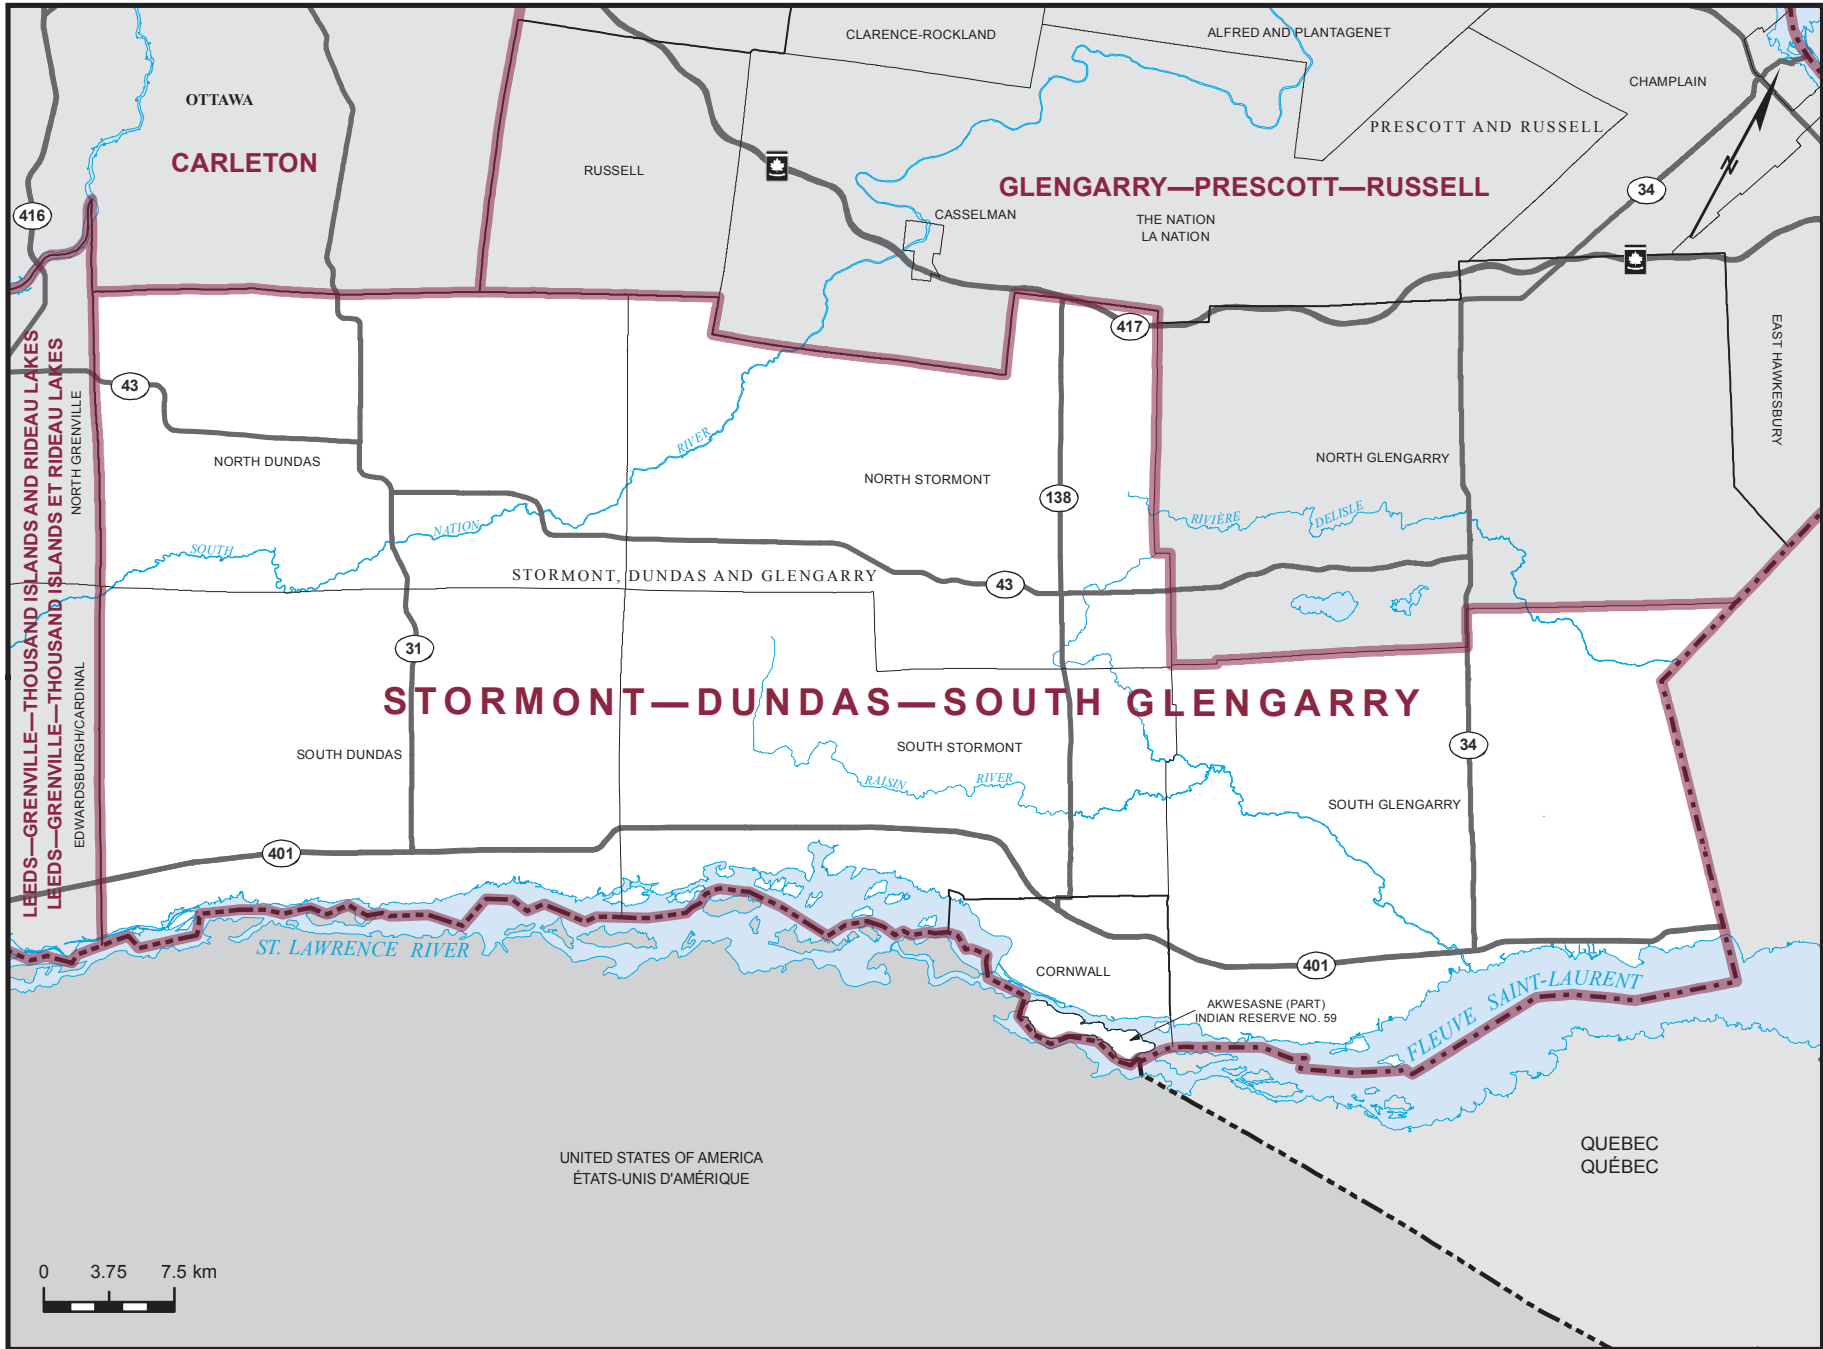 CLARENCE-ROCKLAND
ALFRED AND PLANTAGENET
CHAMPLAIN
OTTAWA
PRESCOTT AND RUSSELL
CARLETON
RUSSELL
GLENGARRY—PRESCOTT—RUSSELL
34
N
416
CASSELMAN
THE NATION
LA NATION
417
EAST HAWKESBURY
LEEDS—GRENVILLE—THOUSAND ISLANDS AND RIDEAU LAKES
LEEDS—GRENVILLE—THOUSAND ISLANDS ET RIDEAU LAKES
NORTH GRENVILLE
43
NORTH DUNDAS
RIVER
NORTH STORMONT
138
NORTH GLENGARRY
RIVIÈRE
DELISLE
SOUTH
NATION
STORMONT, DUNDAS AND GLENGARRY
43
31
EDWARDSBURGH/CARDINAL
STORMONT—DUNDAS—SOUTH GLENGARRY
SOUTH DUNDAS
SOUTH STORMONT
34
RAISIN
RIVER
SOUTH GLENGARRY
401
ST. LAWRENCE RIVER
CORNWALL
401
AKWESASNE (PART)
INDIAN RESERVE NO. 59
FLEUVE SAINT-LAURENT
UNITED STATES OF AMERICA
ÉTATS-UNIS D'AMÉRIQUE
QUEBEC
QUÉBEC
0 3.75 7.5 km